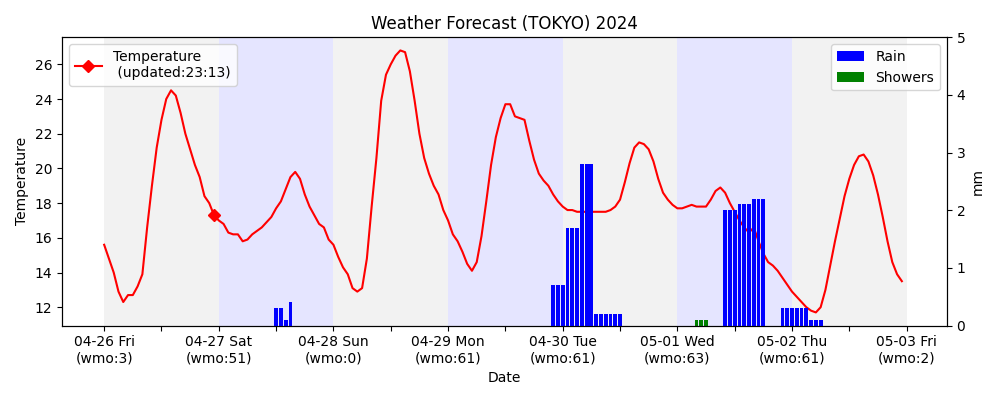 Weather Forecast (TOKYO) 2024
Temperature
(updated:23:13)
Rain
Showers
Temperature
26
24
22
20
18
16
14
12
5
4
3
2
1
0
mm
04-26 Fri
(wmo:3)
04-27 Sat
(wmo:51)
04-28 Sun
(wmo:0)
04-29 Mon
(wmo:61)
04-30 Tue
(wmo:61)
05-01 Wed
(wmo:63)
05-02 Thu
(wmo:61)
05-03 Fri
(wmo:2)
Date